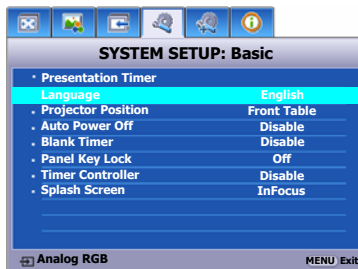 SYSTEM SETUP: Basic
Presentation Timer
Language English
Projector Position Front Table
Auto Power Off Disable
Blank Timer Disable
Panel Key Lock Off
Timer Controller Disable
Splash Screen InFocus
Analog RGB MENU Exit